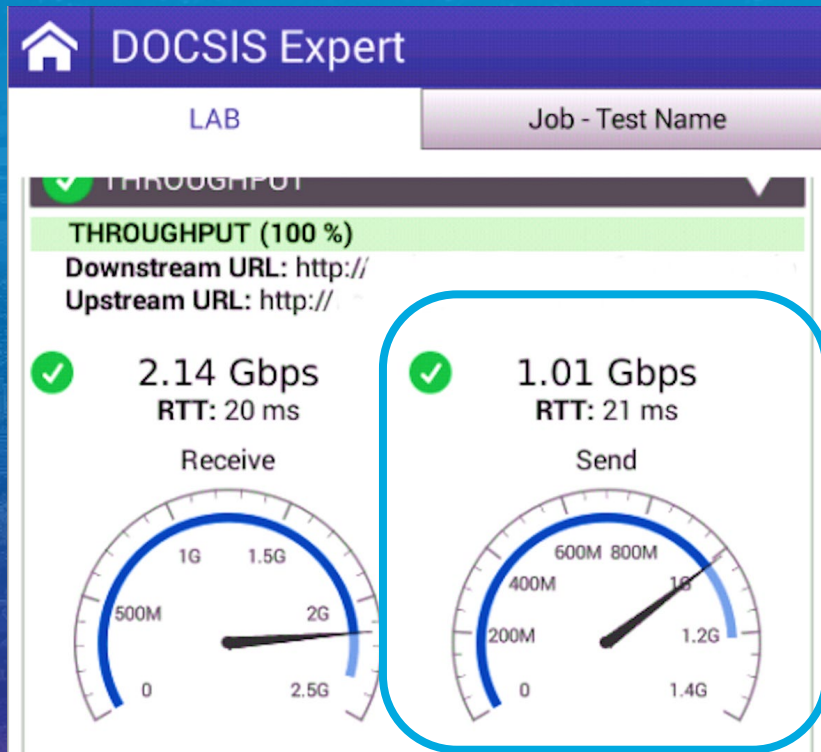 DOCSIS Expert
LAB
Job - Test Name
THROUGHPUT
THROUGHPUT (100 %)
Downstream URL: http://
Upstream URL: http://
2.14 Gbps
RTT: 20 ms
Receive
0
500M
1G
1.5G
2G
2.5G
1.01 Gbps
RTT: 21 ms
Send
0
200M
400M
600M
800M
1G
1.2G
1.4G